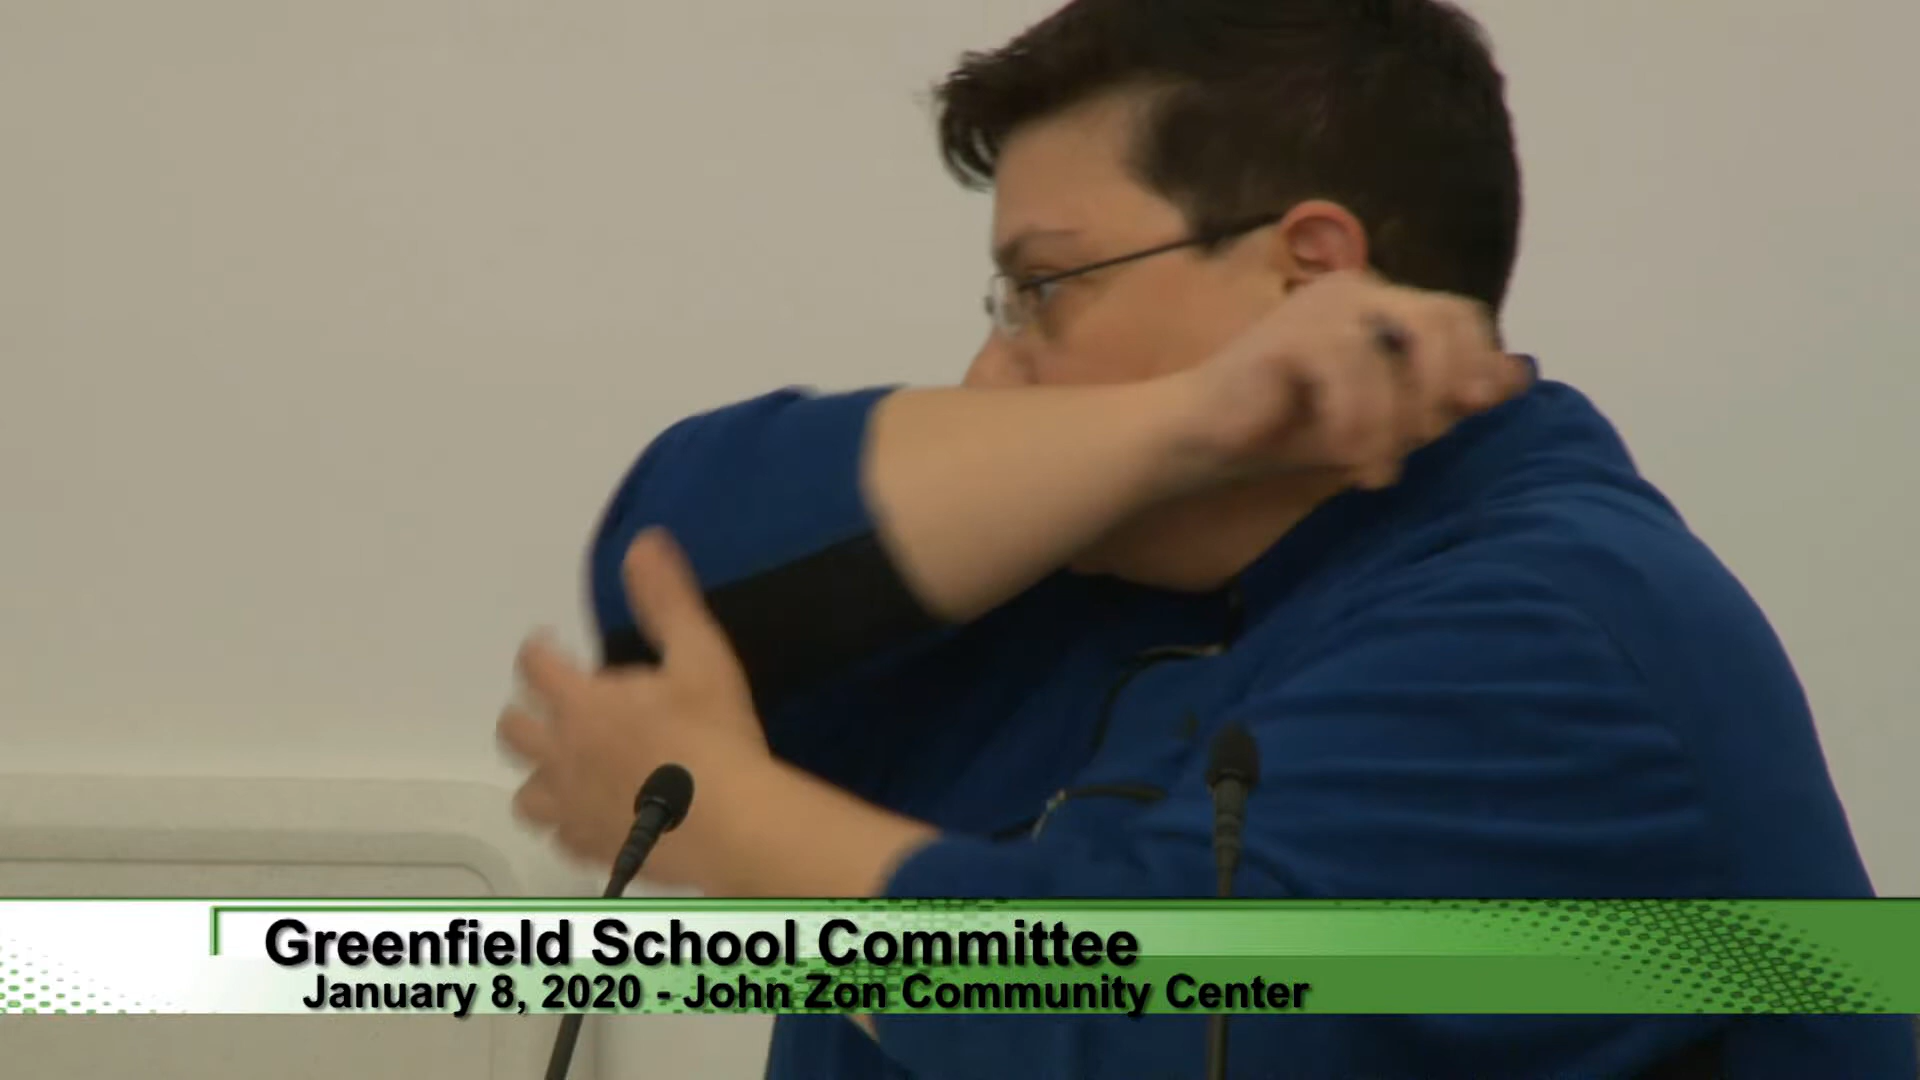 Greenfield School Committee
January 8, 2020 - John Zon Community Center